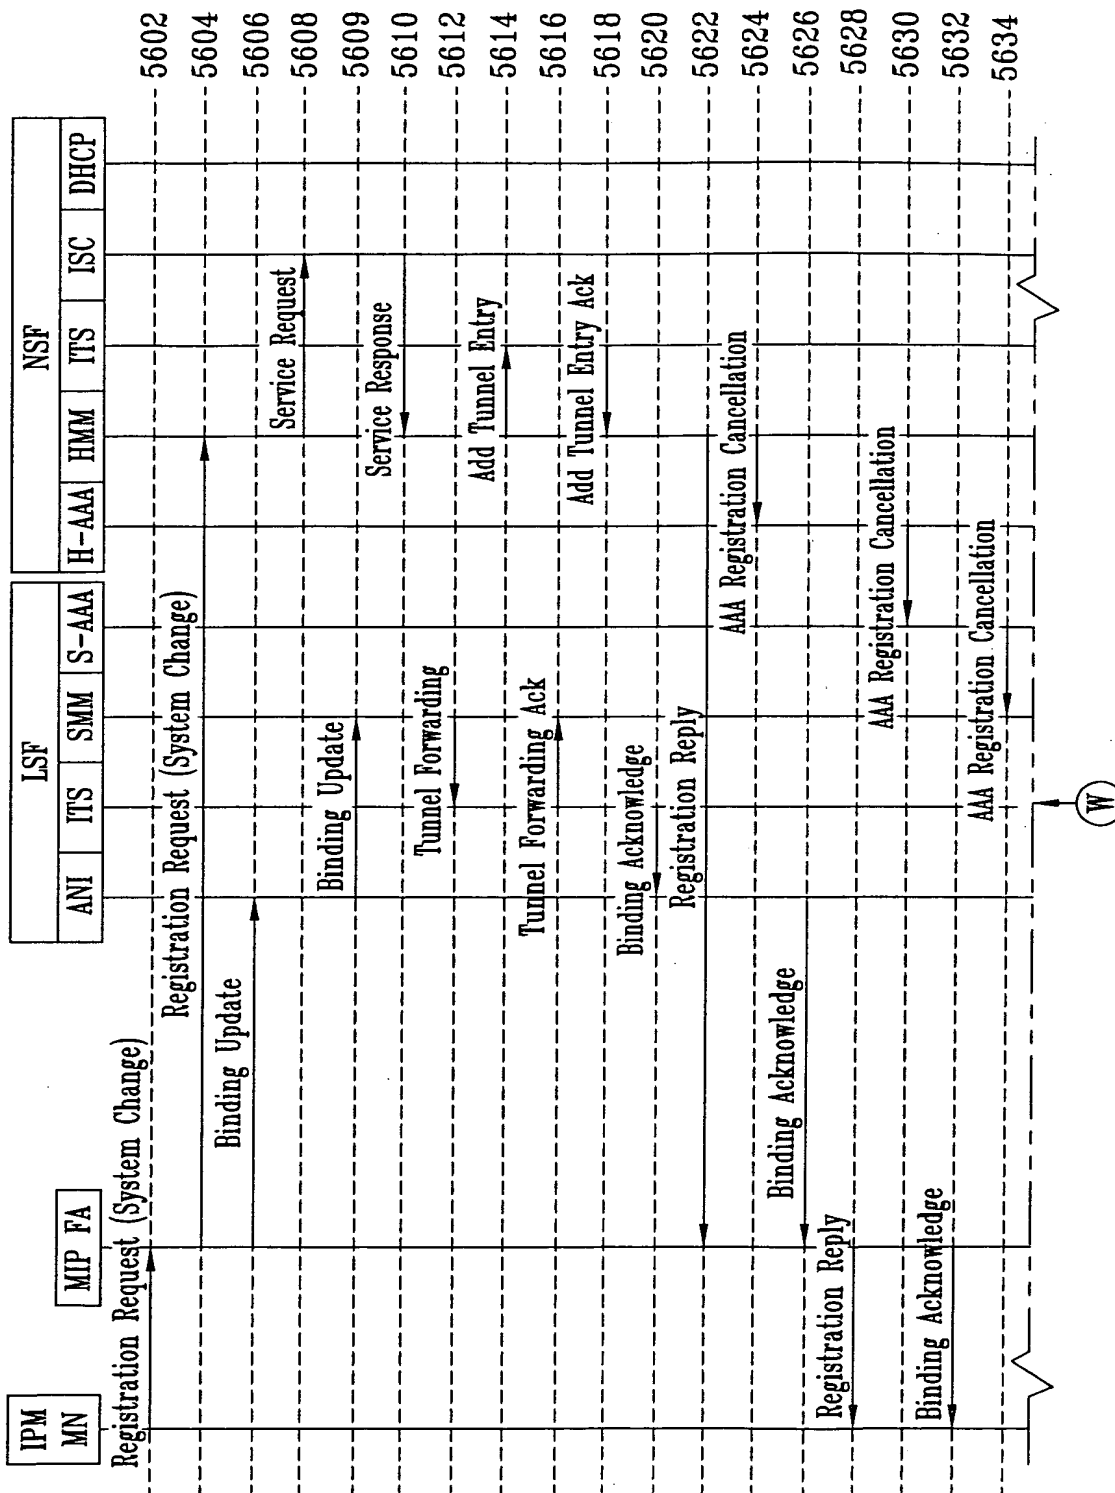 IPM
MN
MIP FA
LSF
ANI
ITS
SMM
S-AAA
NSF
H-AAA
HMM
ITS
ISC
DHCP
Registration Request (System Change)
5602
Registration Request (System Change)
5604
Binding Update
5606
Service Request
5608
Binding Update
5609
Service Response
5610
Tunnel Forwarding
5612
Add Tunnel Entry
5614
Tunnel Forwarding Ack
5616
Add Tunnel Entry Ack
5618
Binding Acknowledge
5620
Registration Reply
5622
AAA Registration Cancellation
5624
Binding Acknowledge
5626
Registration Reply
5628
AAA Registration Cancellation
5630
Binding Acknowledge
5632
AAA Registration Cancellation
5634
W